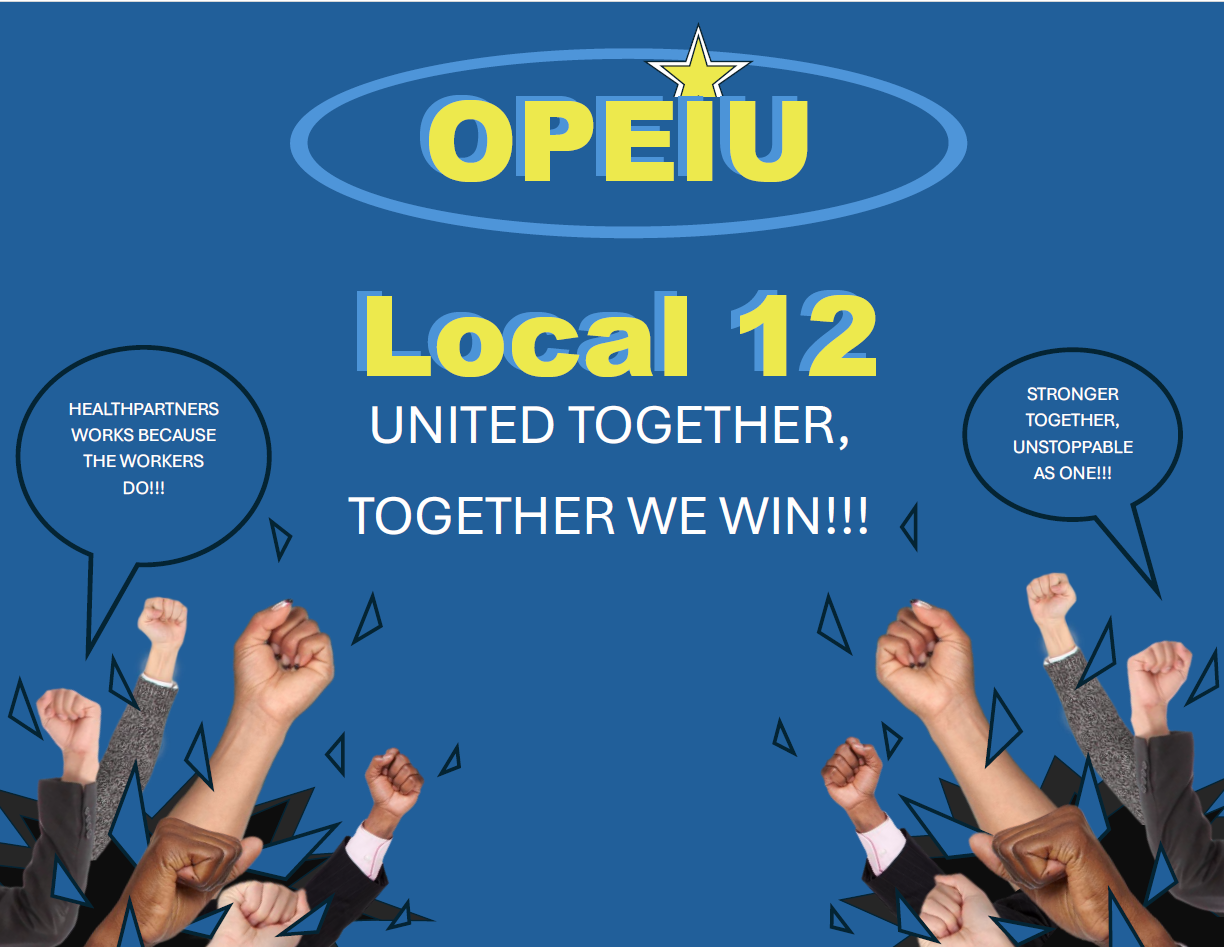 OPEIU
Local 12
UNITED TOGETHER,
TOGETHER WE WIN!!!
HEALTHPARTNERS
WORKS BECAUSE
THE WORKERS
DO!!!
STRONGER
TOGETHER,
UNSTOPPABLE
AS ONE!!!